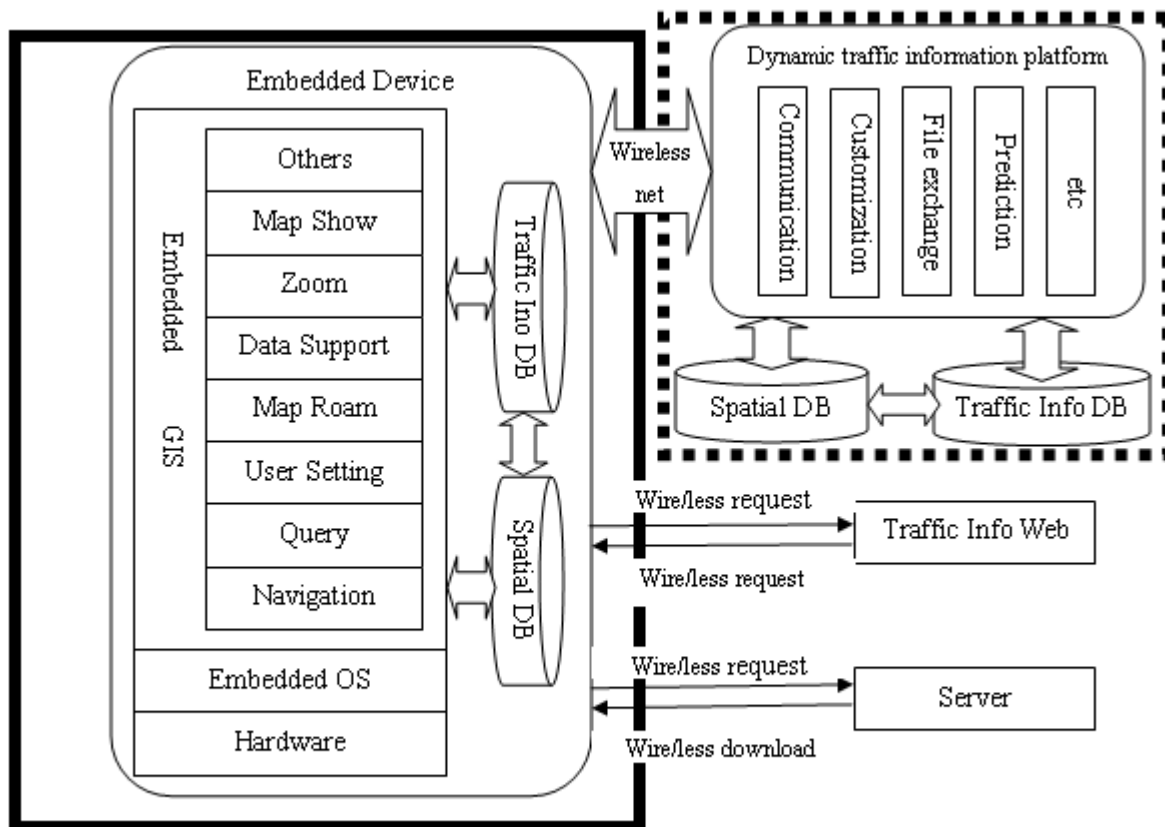 Embedded Device
Others
Map Show
Zoom
Data Support
Map Roam
User Setting
Query
Navigation
Embedded GIS
Embedded OS
Hardware
Traffic Ino DB
Spatial DB
Wireless
net
Dynamic traffic information platform
Communication
Customization
File exchange
Prediction
etc
Spatial DB
Traffic Info DB
Wire/less request
Traffic Info Web
Wire/less request
Wire/less request
Server
Wire/less download